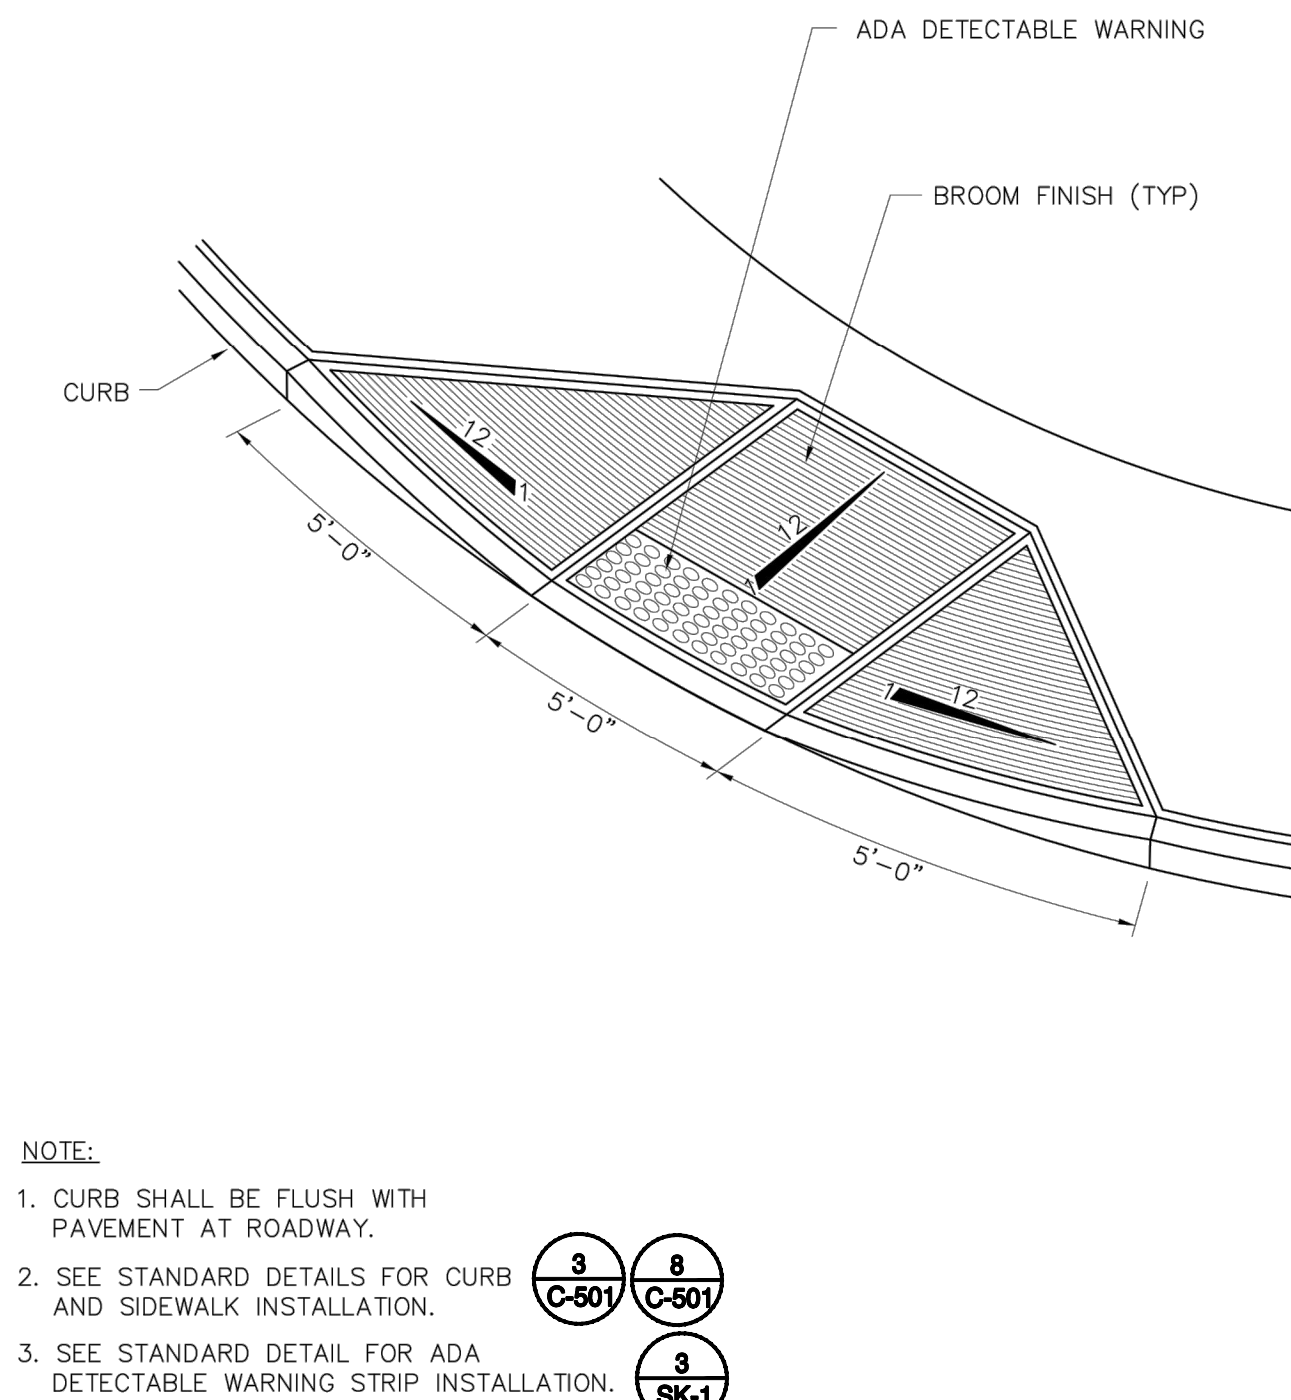 ADA DETECTABLE WARNING
BROOM FINISH (TYP)
CURB
12
1
12
1
1
12
5'-0"
5'-0"
5'-0"
NOTE:
1. CURB SHALL BE FLUSH WITH
PAVEMENT AT ROADWAY.
2. SEE STANDARD DETAILS FOR CURB
AND SIDEWALK INSTALLATION.
3
C-501
8
C-501
3. SEE STANDARD DETAIL FOR ADA
DETECTABLE WARNING STRIP INSTALLATION.
3
SK-1